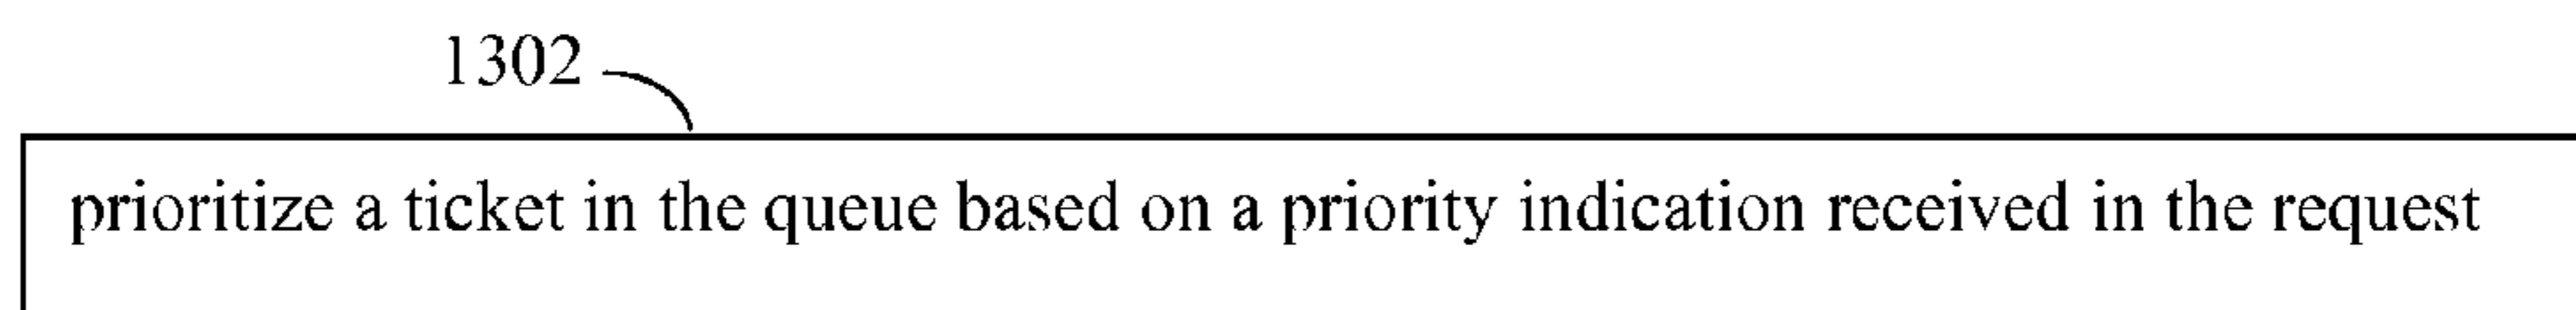 1302
prioritize a ticket in the queue based on a priority indication received in the request